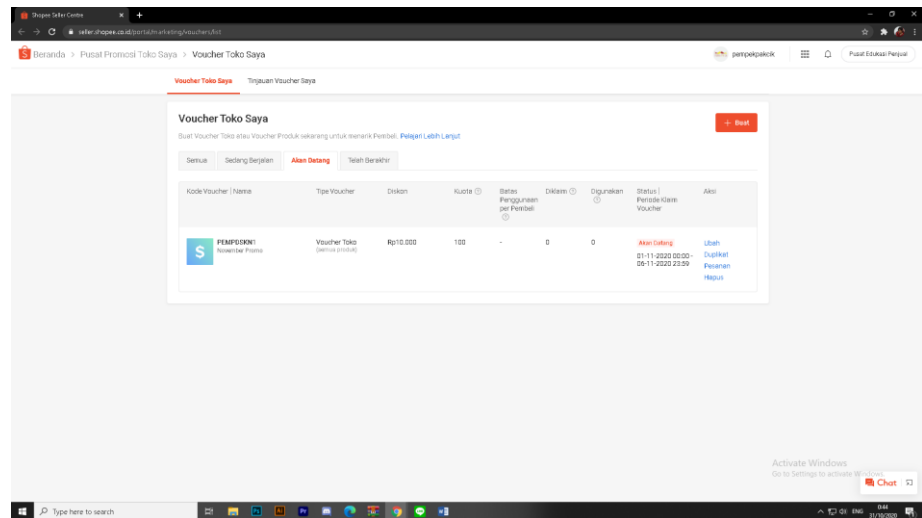 Shopee Seller Centre
seller.shopee.co.id/portal/marketing/vouchers/list
Beranda > Pusat Promosi Toko Saya > Voucher Toko Saya
pempekpakcik
Pusat Edukasi Penjual
Voucher Toko Saya Tinjauan Voucher Saya
Voucher Toko Saya
+ Buat
Buat Voucher Toko atau Voucher Produk sekarang untuk menarik Pembeli. Pelajari Lebih Lanjut
Semua Sedang Berjalan Akan Datang Telah Berakhir
Kode Voucher | Nama Tipe Voucher Diskon Kuota Batas Penggunaan per Pembeli Diklaim Digunakan Status | Periode Klaim Voucher Aksi
S
PEMPDSKN1
November Promo
Voucher Toko
(semua produk)
Rp10.000
100
-
0
0
Akan Datang
01-11-2020 00:00 -
06-11-2020 23:59
Ubah
Duplikat
Pesanan
Hapus
Activate Windows
Go to Settings to activate Windows.
Chat
Type here to search
ENG
0:44
31/10/2020